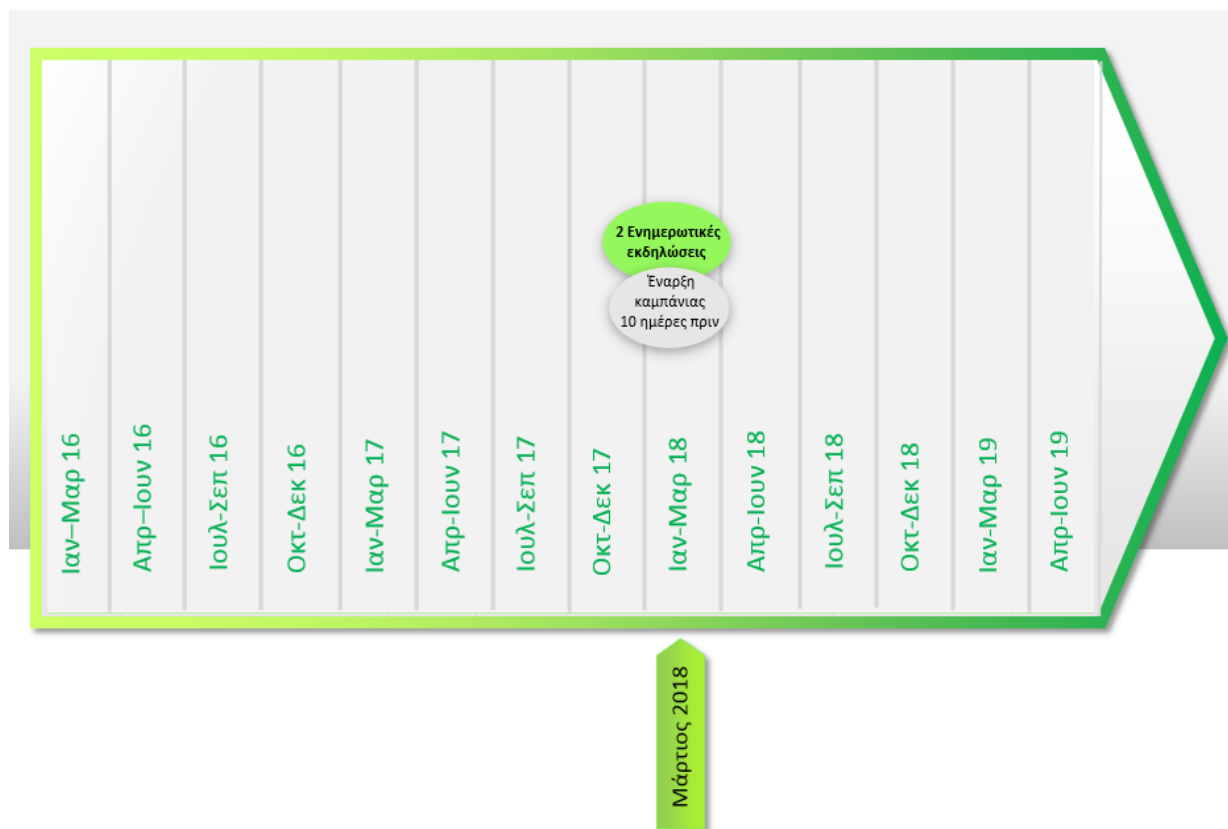 2 Ενημερωτικές
εκδηλώσεις
Έναρξη
καμπάνιας
10 ημέρες πριν
Ιαν–Μαρ 16
Απρ–Ιουν 16
Ιουλ-Σεπ 16
Οκτ-Δεκ 16
Ιαν-Μαρ 17
Απρ-Ιουν 17
Ιουλ-Σεπ 17
Οκτ-Δεκ 17
Ιαν-Μαρ 18
Απρ-Ιουν 18
Ιουλ-Σεπ 18
Οκτ-Δεκ 18
Ιαν-Μαρ 19
Απρ-Ιουν 19
Μάρτιος 2018